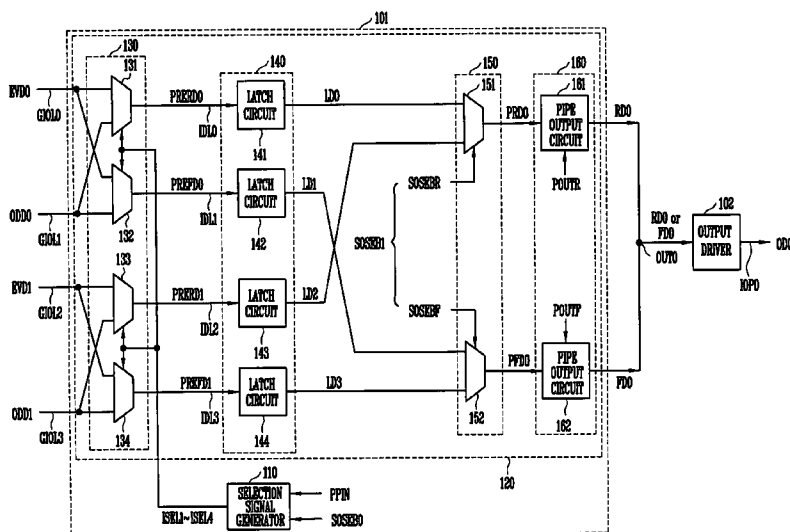 101
130
131
EVD0
GIOL0
PRERD0
IDL0
140
LATCH
CIRCUIT
141
LD0
150
151
PRD0
160
161
PIPE
OUTPUT
CIRCUIT
RD0
POUTR
ODD0
GIOL1
132
PREFD0
IDL1
LATCH
CIRCUIT
142
LD1
SOSEBR
SOSEB1
RD0 or
FD0
OUT0
102
OUTPUT
DRIVER
IOP0
EVD1
GIOL2
133
PRERD1
IDL2
LATCH
CIRCUIT
143
LD2
SOSEBF
POUTF
ODD1
GIOL3
134
PREFD1
IDL3
LATCH
CIRCUIT
144
LD3
152
PFD0
PIPE
OUTPUT
CIRCUIT
162
FD0
120
110
SELECTION
SIGNAL
GENERATOR
ISEL1~ISEL4
PPIN
SOSEB0